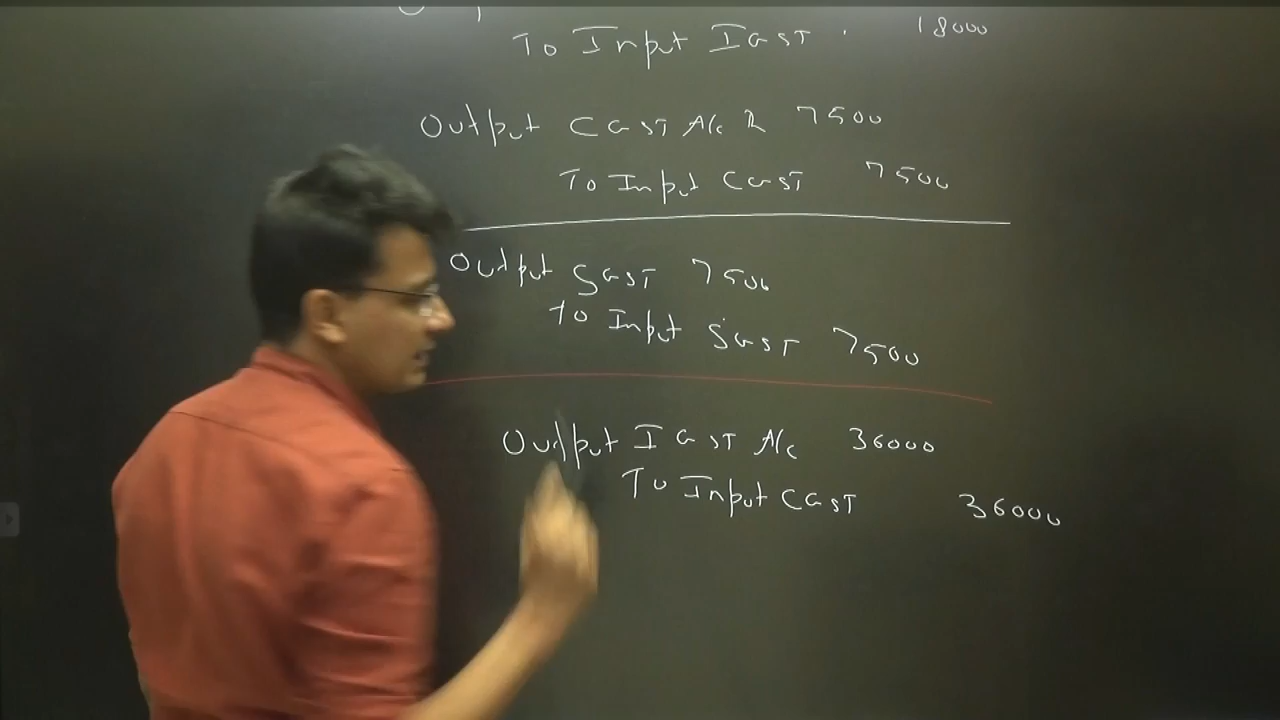 To Input IGST . 18000
Output CGST A/c Dr 7500
To Input CGST 7500
Output SGST 7500
To Input SGST 7500
Output IGST A/c 36000
To Input CGST 36000